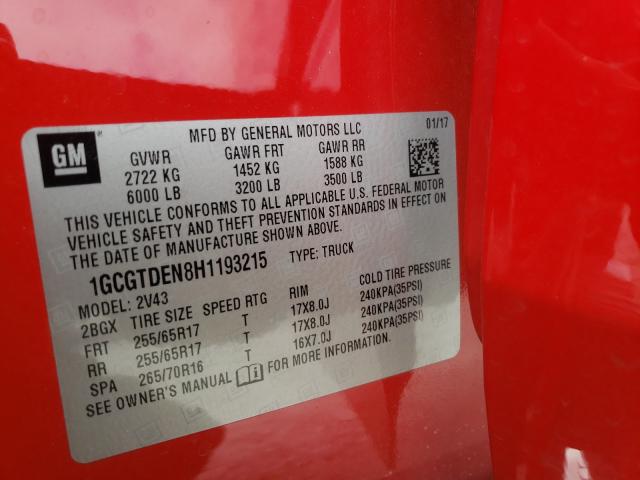 GM
MFD BY GENERAL MOTORS LLC 01/17
GVWR GAWR FRT GAWR RR
2722 KG 1452 KG 1588 KG
6000 LB 3200 LB 3500 LB
THIS VEHICLE CONFORMS TO ALL APPLICABLE U.S. FEDERAL MOTOR
VEHICLE SAFETY AND THEFT PREVENTION STANDARDS IN EFFECT ON
THE DATE OF MANUFACTURE SHOWN ABOVE.
1GCGTDEN8H1193215 TYPE: TRUCK
MODEL: 2V43
2BGX TIRE SIZE SPEED RTG RIM COLD TIRE PRESSURE
FRT 255/65R17 T 17X8.0J 240KPA(35PSI)
RR 255/65R17 T 17X8.0J 240KPA(35PSI)
SPA 265/70R16 T 16X7.0J 240KPA(35PSI)
SEE OWNER'S MANUAL FOR MORE INFORMATION.